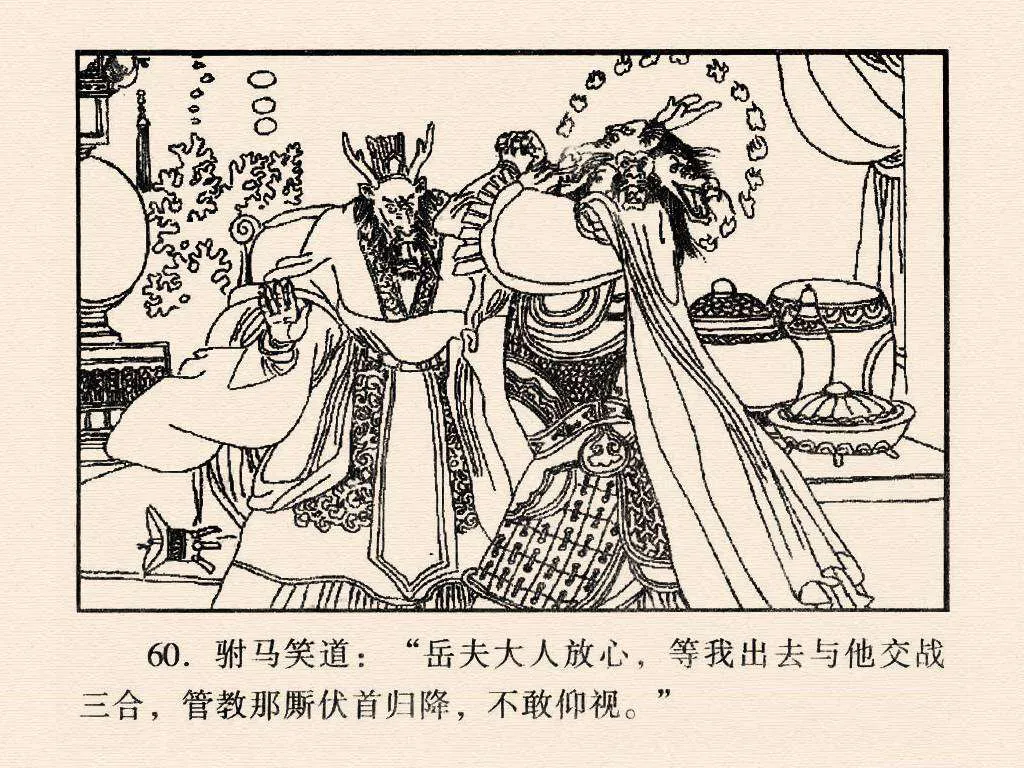 60. 驸马笑道：“岳夫大人放心，等我出去与他交战
三合，管教那厮伏首归降，不敢仰视。”